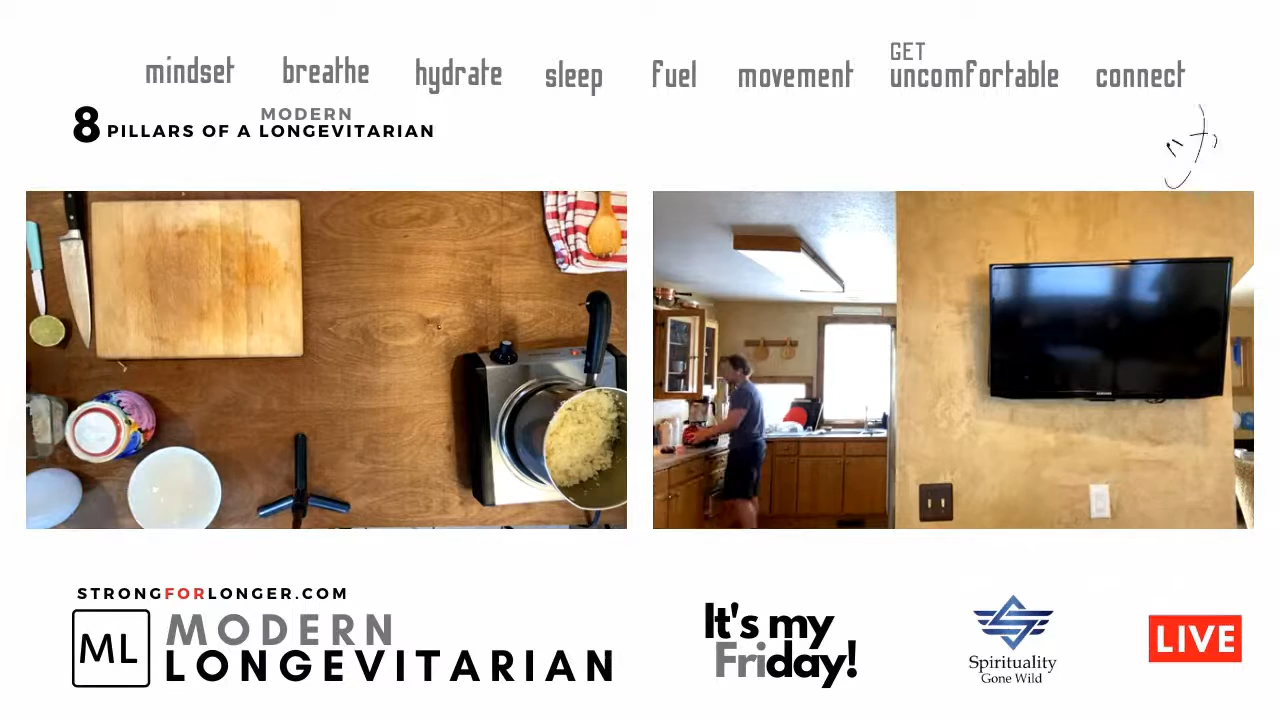 mindset breathe hydrate sleep fuel movement GET uncomfortable connect
8 PILLARS OF A MODERN LONGEVITARIAN
SAMSUNG
STRONGFORLONGER.COM
ML MODERN
LONGEVITARIAN
It's my
Friday!
Spirituality
Gone Wild
LIVE